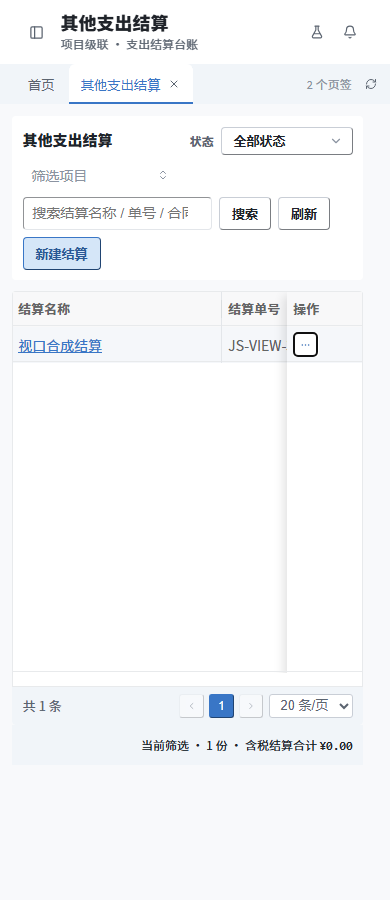 其他支出结算
项目级联 • 支出结算台账
首页 其他支出结算 2 个页签
其他支出结算 状态 全部状态
筛选项目
搜索结算名称 / 单号 / 合同 搜索 刷新
新建结算
结算名称 结算单号 操作
视口合成结算 JS-VIEW- ···
共 1 条 1 20 条/页
当前筛选 • 1 份 • 含税结算合计 ¥0.00